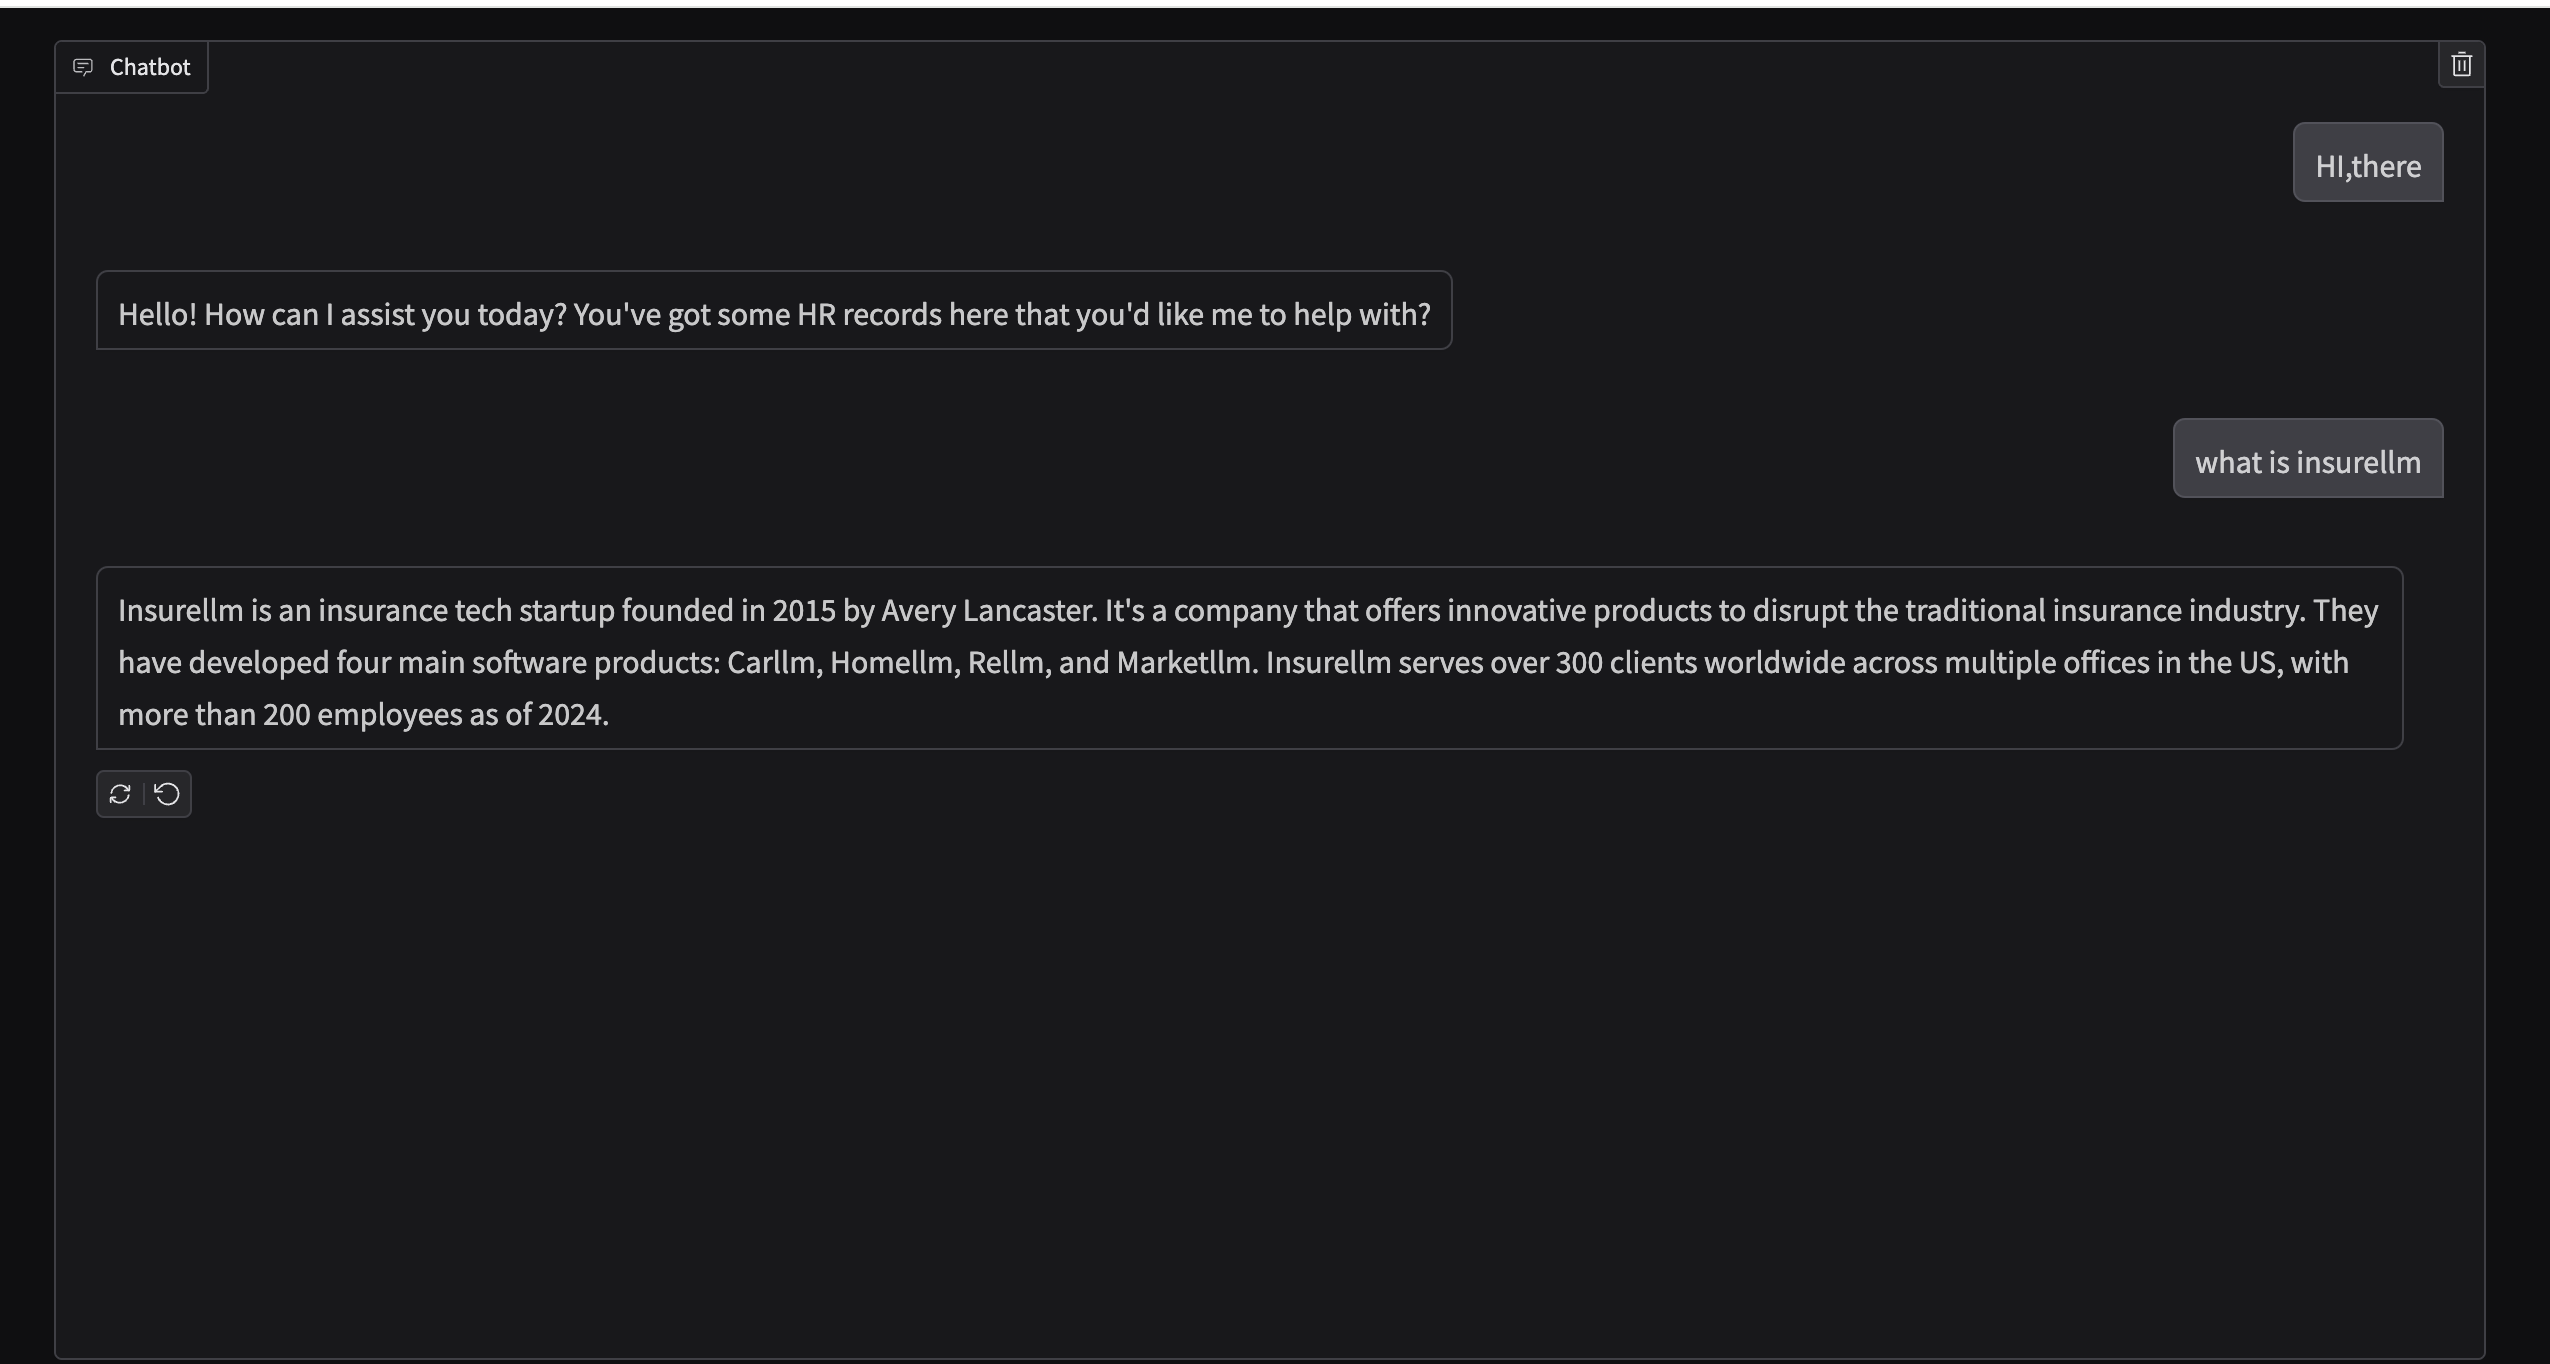 Chatbot
HI,there
Hello! How can I assist you today? You've got some HR records here that you'd like me to help with?
what is insurellm
Insurellm is an insurance tech startup founded in 2015 by Avery Lancaster. It's a company that offers innovative products to disrupt the traditional insurance industry. They
have developed four main software products: Carllm, Homellm, Rellm, and Marketllm. Insurellm serves over 300 clients worldwide across multiple offices in the US, with
more than 200 employees as of 2024.